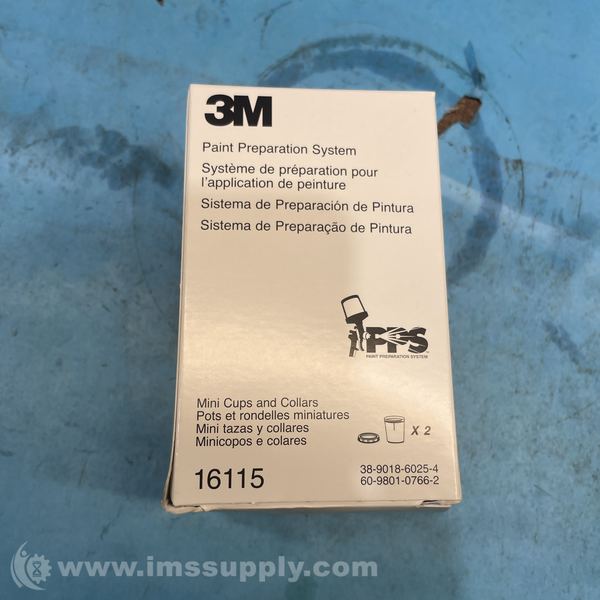 3M
Paint Preparation System
Système de préparation pour
l'application de peinture
Sistema de Preparación de Pintura
Sistema de Preparação de Pintura
PPS
PAINT PREPARATION SYSTEM
Mini Cups and Collars
Pots et rondelles miniatures
Mini tazas y collares
Minicopos e colares
X 2
16115
38-9018-6025-4
60-9801-0766-2
www.imssupply.com